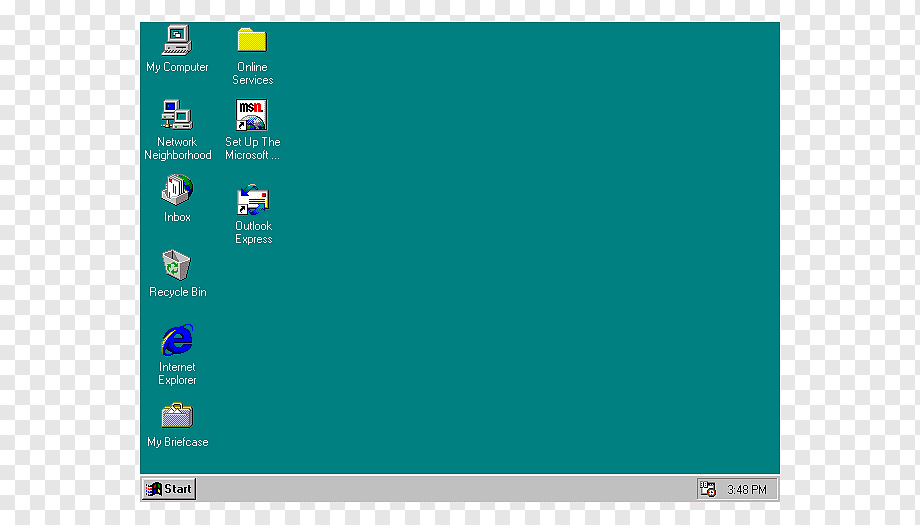 My Computer
Online
Services
msn.
Network
Neighborhood
Set Up The
Microsoft ...
Inbox
Outlook
Express
Recycle Bin
Internet
Explorer
My Briefcase
Start
3:48 PM